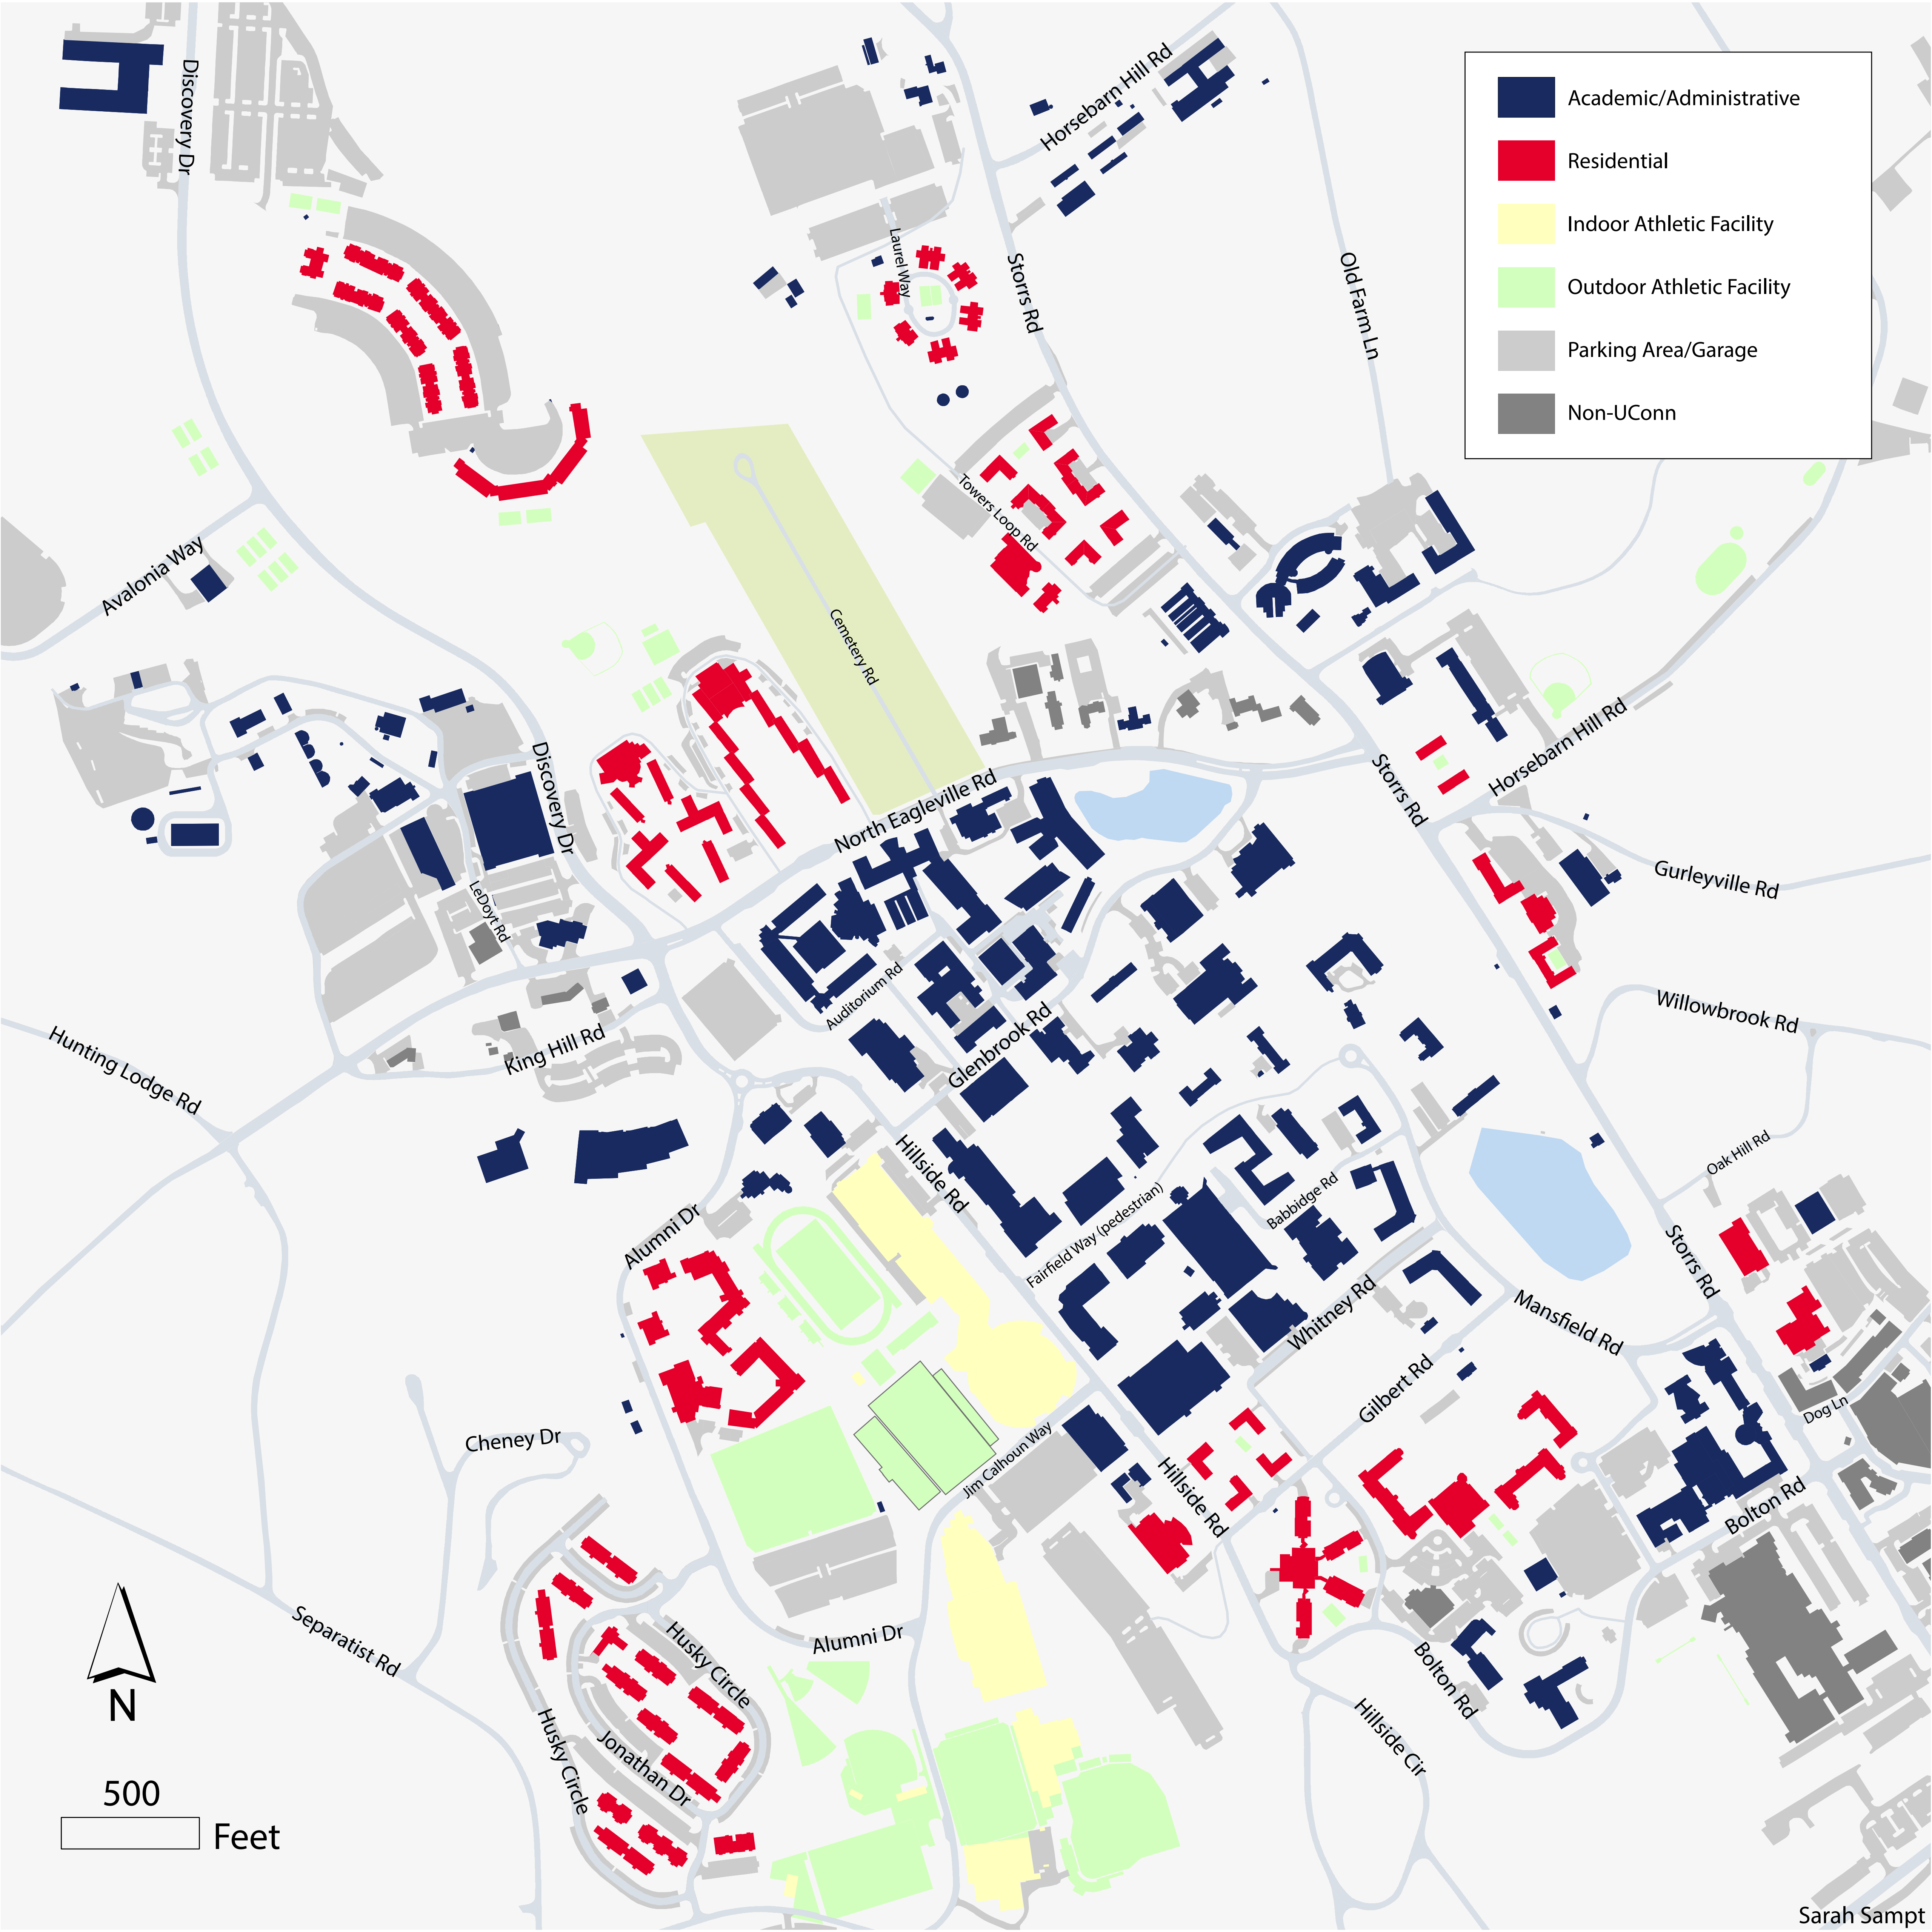 Discovery Dr
Horsebarn Hill Rd
Academic/Administrative
Residential
Indoor Athletic Facility
Outdoor Athletic Facility
Parking Area/Garage
Non-UConn
Laurel Way
Storrs Rd
Old Farm Ln
Towers Loop Rd
Avalonia Way
Cemetery Rd
Discovery Dr
North Eagleville Rd
Storrs Rd
Horsebarn Hill Rd
Gurleyville Rd
LeDoyt Rd
Auditorium Rd
Willowbrook Rd
Hunting Lodge Rd
King Hill Rd
Glenbrook Rd
Hillside Rd
Oak Hill Rd
Alumni Dr
Fairfield Way (pedestrian)
Babbidge Rd
Storrs Rd
Whitney Rd
Mansfield Rd
Gilbert Rd
Dog Ln
Cheney Dr
Jim Calhoun Way
Hillside Rd
Bolton Rd
Separatist Rd
Husky Circle
Alumni Dr
Bolton Rd
N
Husky Circle
Jonathan Dr
Hillside Cir
500
Feet
Sarah Sampt